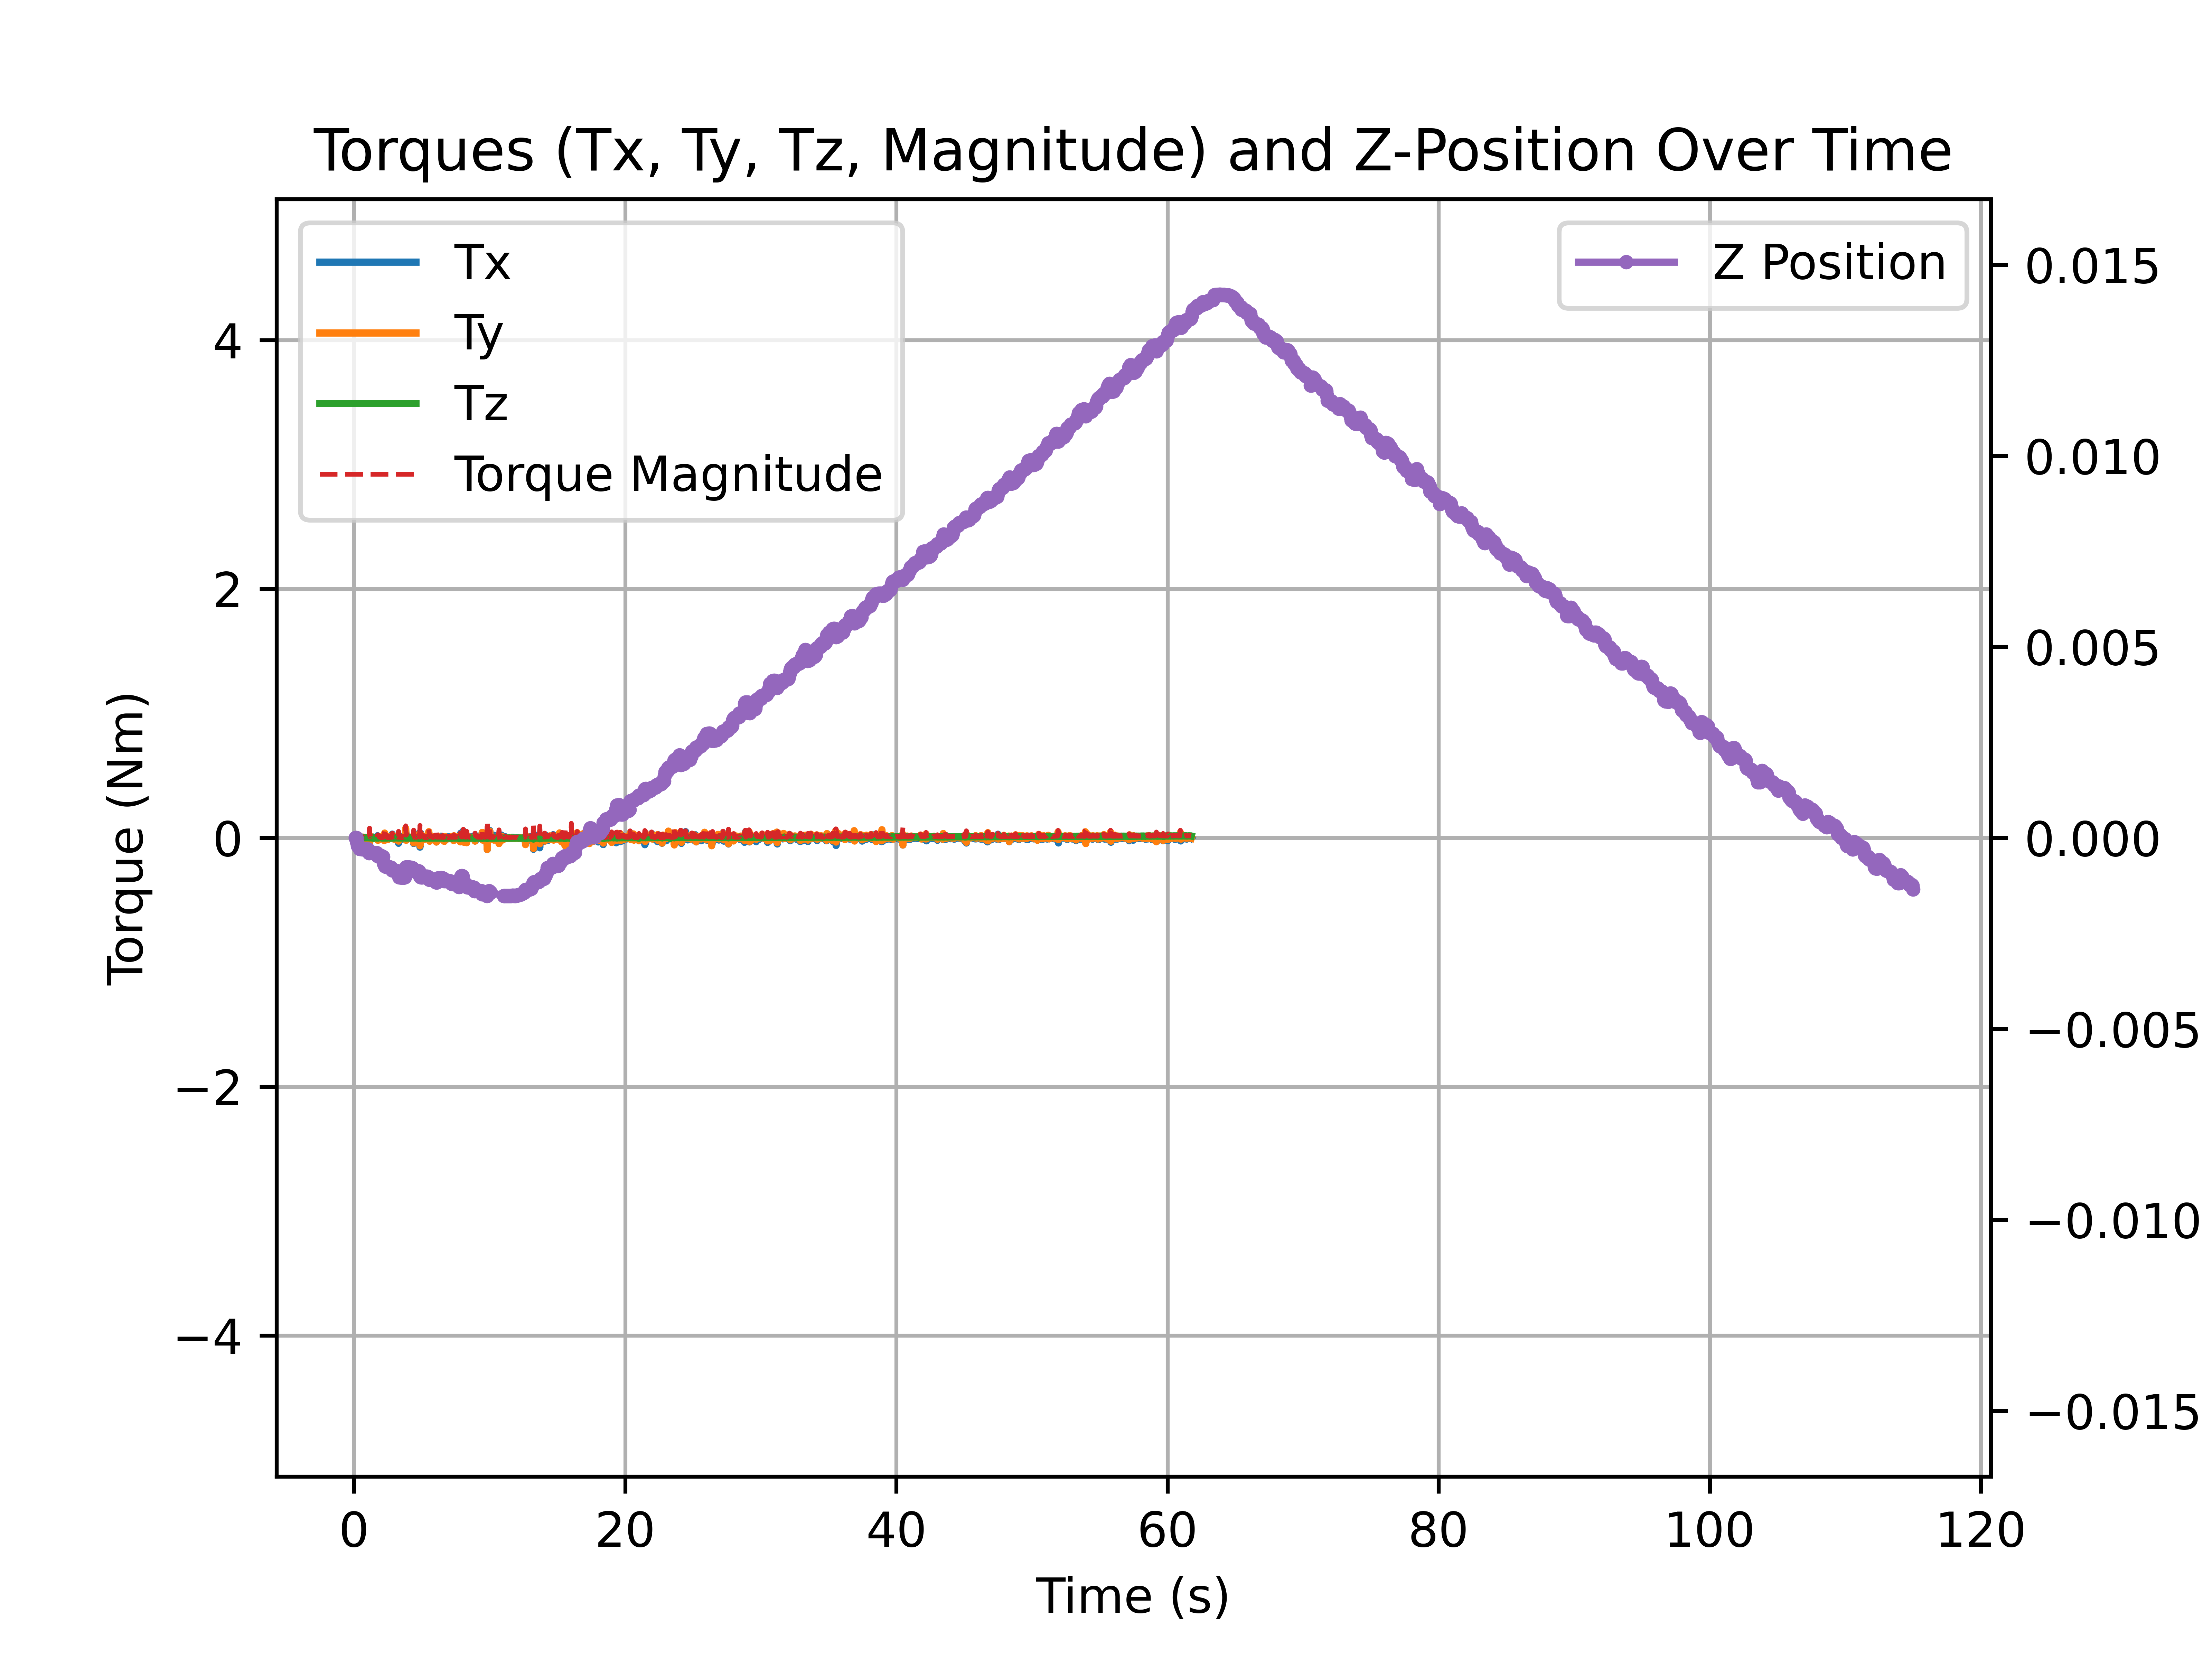 Torques (Tx, Ty, Tz, Magnitude) and Z-Position Over Time
Tx
Ty
Tz
Torque Magnitude
Z Position
Torque (Nm)
4
2
0
−2
−4
0.015
0.010
0.005
0.000
−0.005
−0.010
−0.015
0 20 40 60 80 100 120
Time (s)